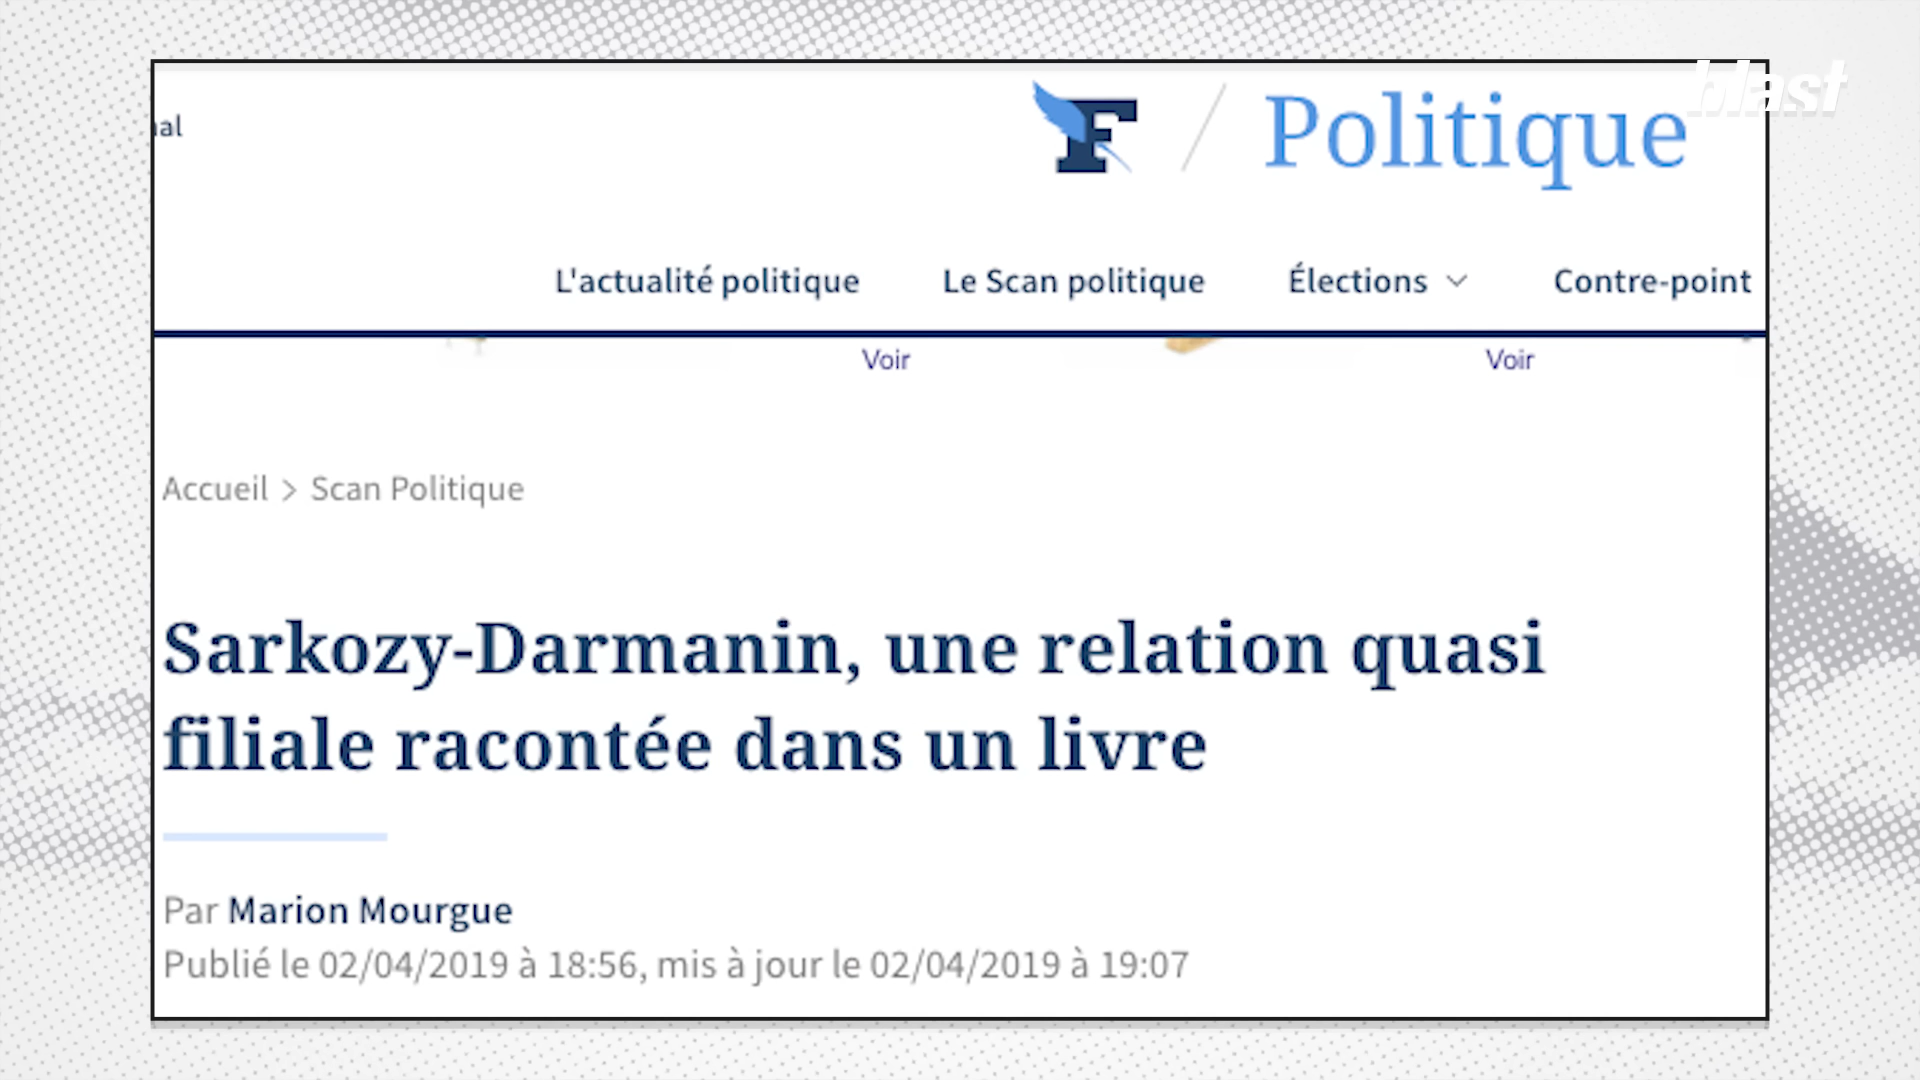 blast
al
F / Politique
L'actualité politique Le Scan politique Élections Contre-point
Voir Voir
Accueil > Scan Politique
Sarkozy-Darmanin, une relation quasi
filiale racontée dans un livre
Par Marion Mourgue
Publié le 02/04/2019 à 18:56, mis à jour le 02/04/2019 à 19:07